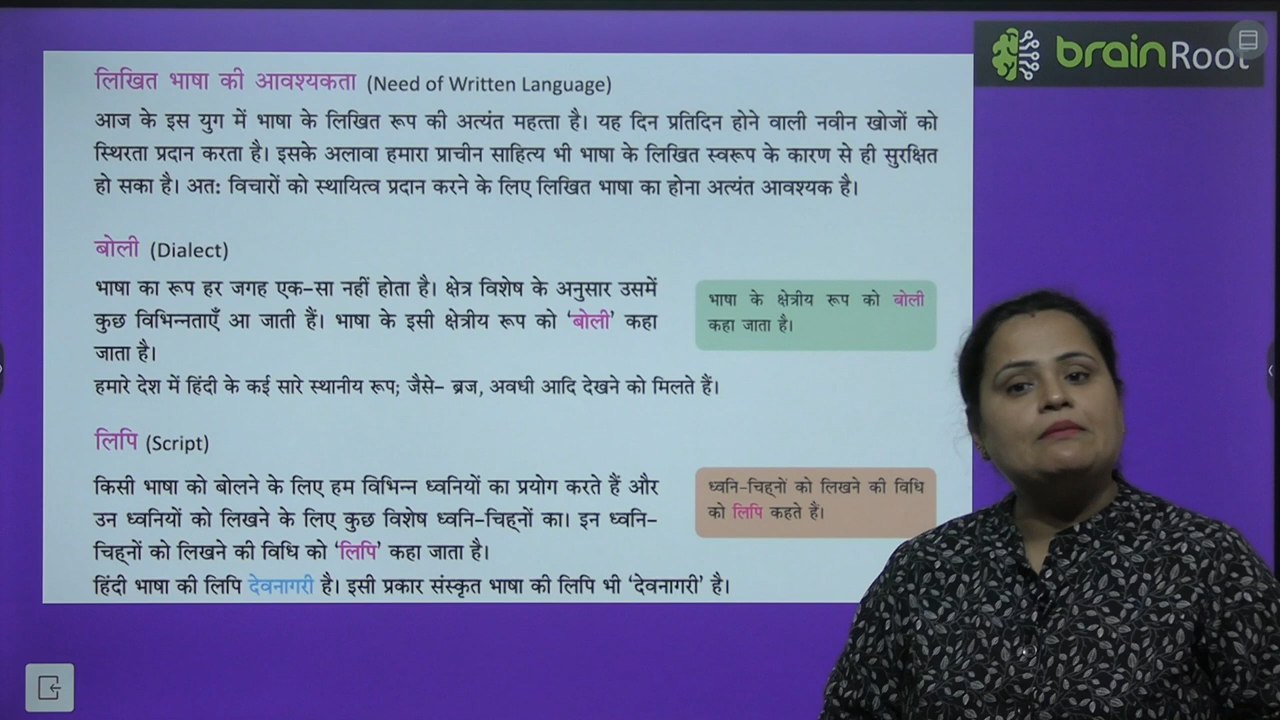 brainRoot
लिखित भाषा की आवश्यकता (Need of Written Language)
आज के इस युग में भाषा के लिखित रूप की अत्यंत महत्ता है। यह दिन प्रतिदिन होने वाली नवीन खोजों को
स्थिरता प्रदान करता है। इसके अलावा हमारा प्राचीन साहित्य भी भाषा के लिखित स्वरूप के कारण से ही सुरक्षित
हो सका है। अतः विचारों को स्थायित्व प्रदान करने के लिए लिखित भाषा का होना अत्यंत आवश्यक है।
बोली (Dialect)
भाषा का रूप हर जगह एक-सा नहीं होता है। क्षेत्र विशेष के अनुसार उसमें
कुछ विभिन्नताएँ आ जाती हैं। भाषा के इसी क्षेत्रीय रूप को ‘बोली’ कहा
जाता है।
हमारे देश में हिंदी के कई सारे स्थानीय रूप; जैसे- ब्रज, अवधी आदि देखने को मिलते हैं।
भाषा के क्षेत्रीय रूप को बोली
कहा जाता है।
लिपि (Script)
किसी भाषा को बोलने के लिए हम विभिन्न ध्वनियों का प्रयोग करते हैं और
उन ध्वनियों को लिखने के लिए कुछ विशेष ध्वनि-चिह्नों का। इन ध्वनि-
चिह्नों को लिखने की विधि को ‘लिपि’ कहा जाता है।
हिंदी भाषा की लिपि देवनागरी है। इसी प्रकार संस्कृत भाषा की लिपि भी ‘देवनागरी’ है।
ध्वनि-चिह्नों को लिखने की विधि
को लिपि कहते हैं।